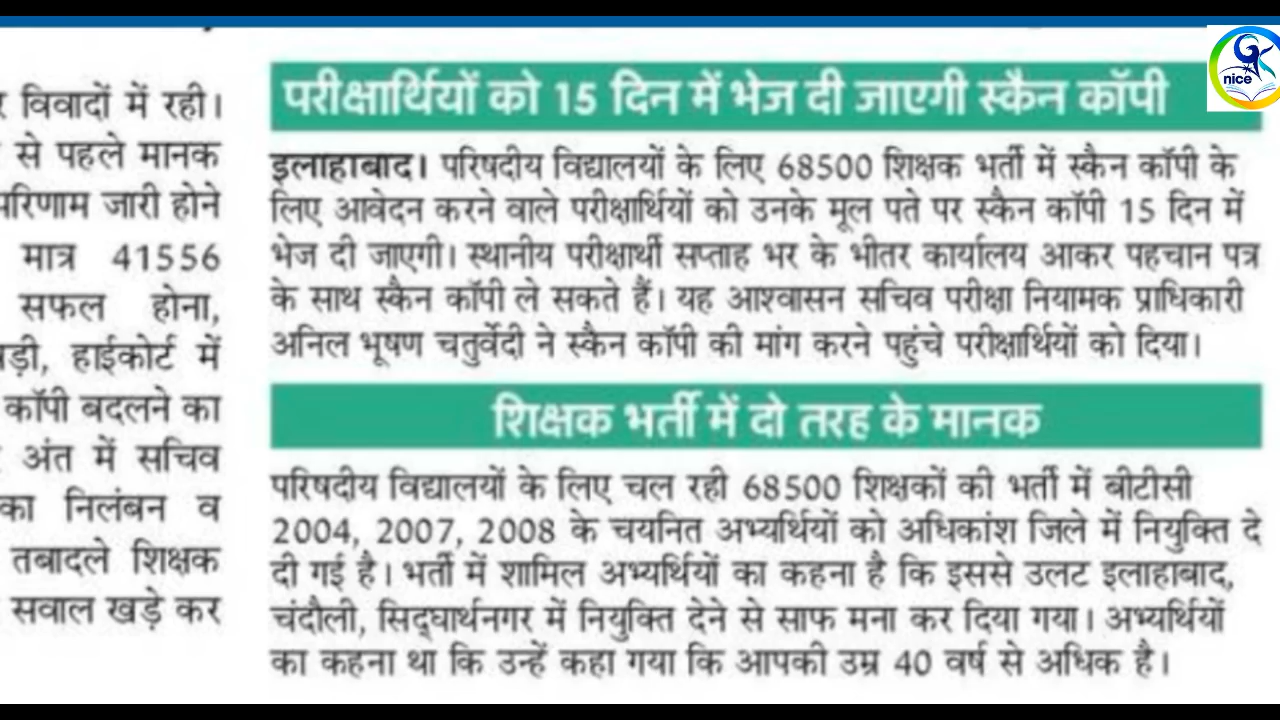 विवादों में रही।
से पहले मानक
परिणाम जारी होने
मात्र 41556
सफल होना,
हाईकोर्ट में
कॉपी बदलने का
अंत में सचिव
का निलंबन व
तबादले शिक्षक
सवाल खड़े कर
परीक्षार्थियों को 15 दिन में भेज दी जाएगी स्कैन कॉपी
इलाहाबाद। परिषदीय विद्यालयों के लिए 68500 शिक्षक भर्ती में स्कैन कॉपी के
लिए आवेदन करने वाले परीक्षार्थियों को उनके मूल पते पर स्कैन कॉपी 15 दिन में
भेज दी जाएगी। स्थानीय परीक्षार्थी सप्ताह भर के भीतर कार्यालय आकर पहचान पत्र
के साथ स्कैन कॉपी ले सकते हैं। यह आश्वासन सचिव परीक्षा नियामक प्राधिकारी
अनिल भूषण चतुर्वेदी ने स्कैन कॉपी की मांग करने पहुंचे परीक्षार्थियों को दिया।
शिक्षक भर्ती में दो तरह के मानक
परिषदीय विद्यालयों के लिए चल रही 68500 शिक्षकों की भर्ती में बीटीसी
2004, 2007, 2008 के चयनित अभ्यर्थियों को अधिकांश जिले में नियुक्ति दे
दी गई है। भर्ती में शामिल अभ्यर्थियों का कहना है कि इससे उलट इलाहाबाद,
चंदौली, सिद्घार्थनगर में नियुक्ति देने से साफ मना कर दिया गया। अभ्यर्थियों
का कहना था कि उन्हें कहा गया कि आपकी उम्र 40 वर्ष से अधिक है।
nice